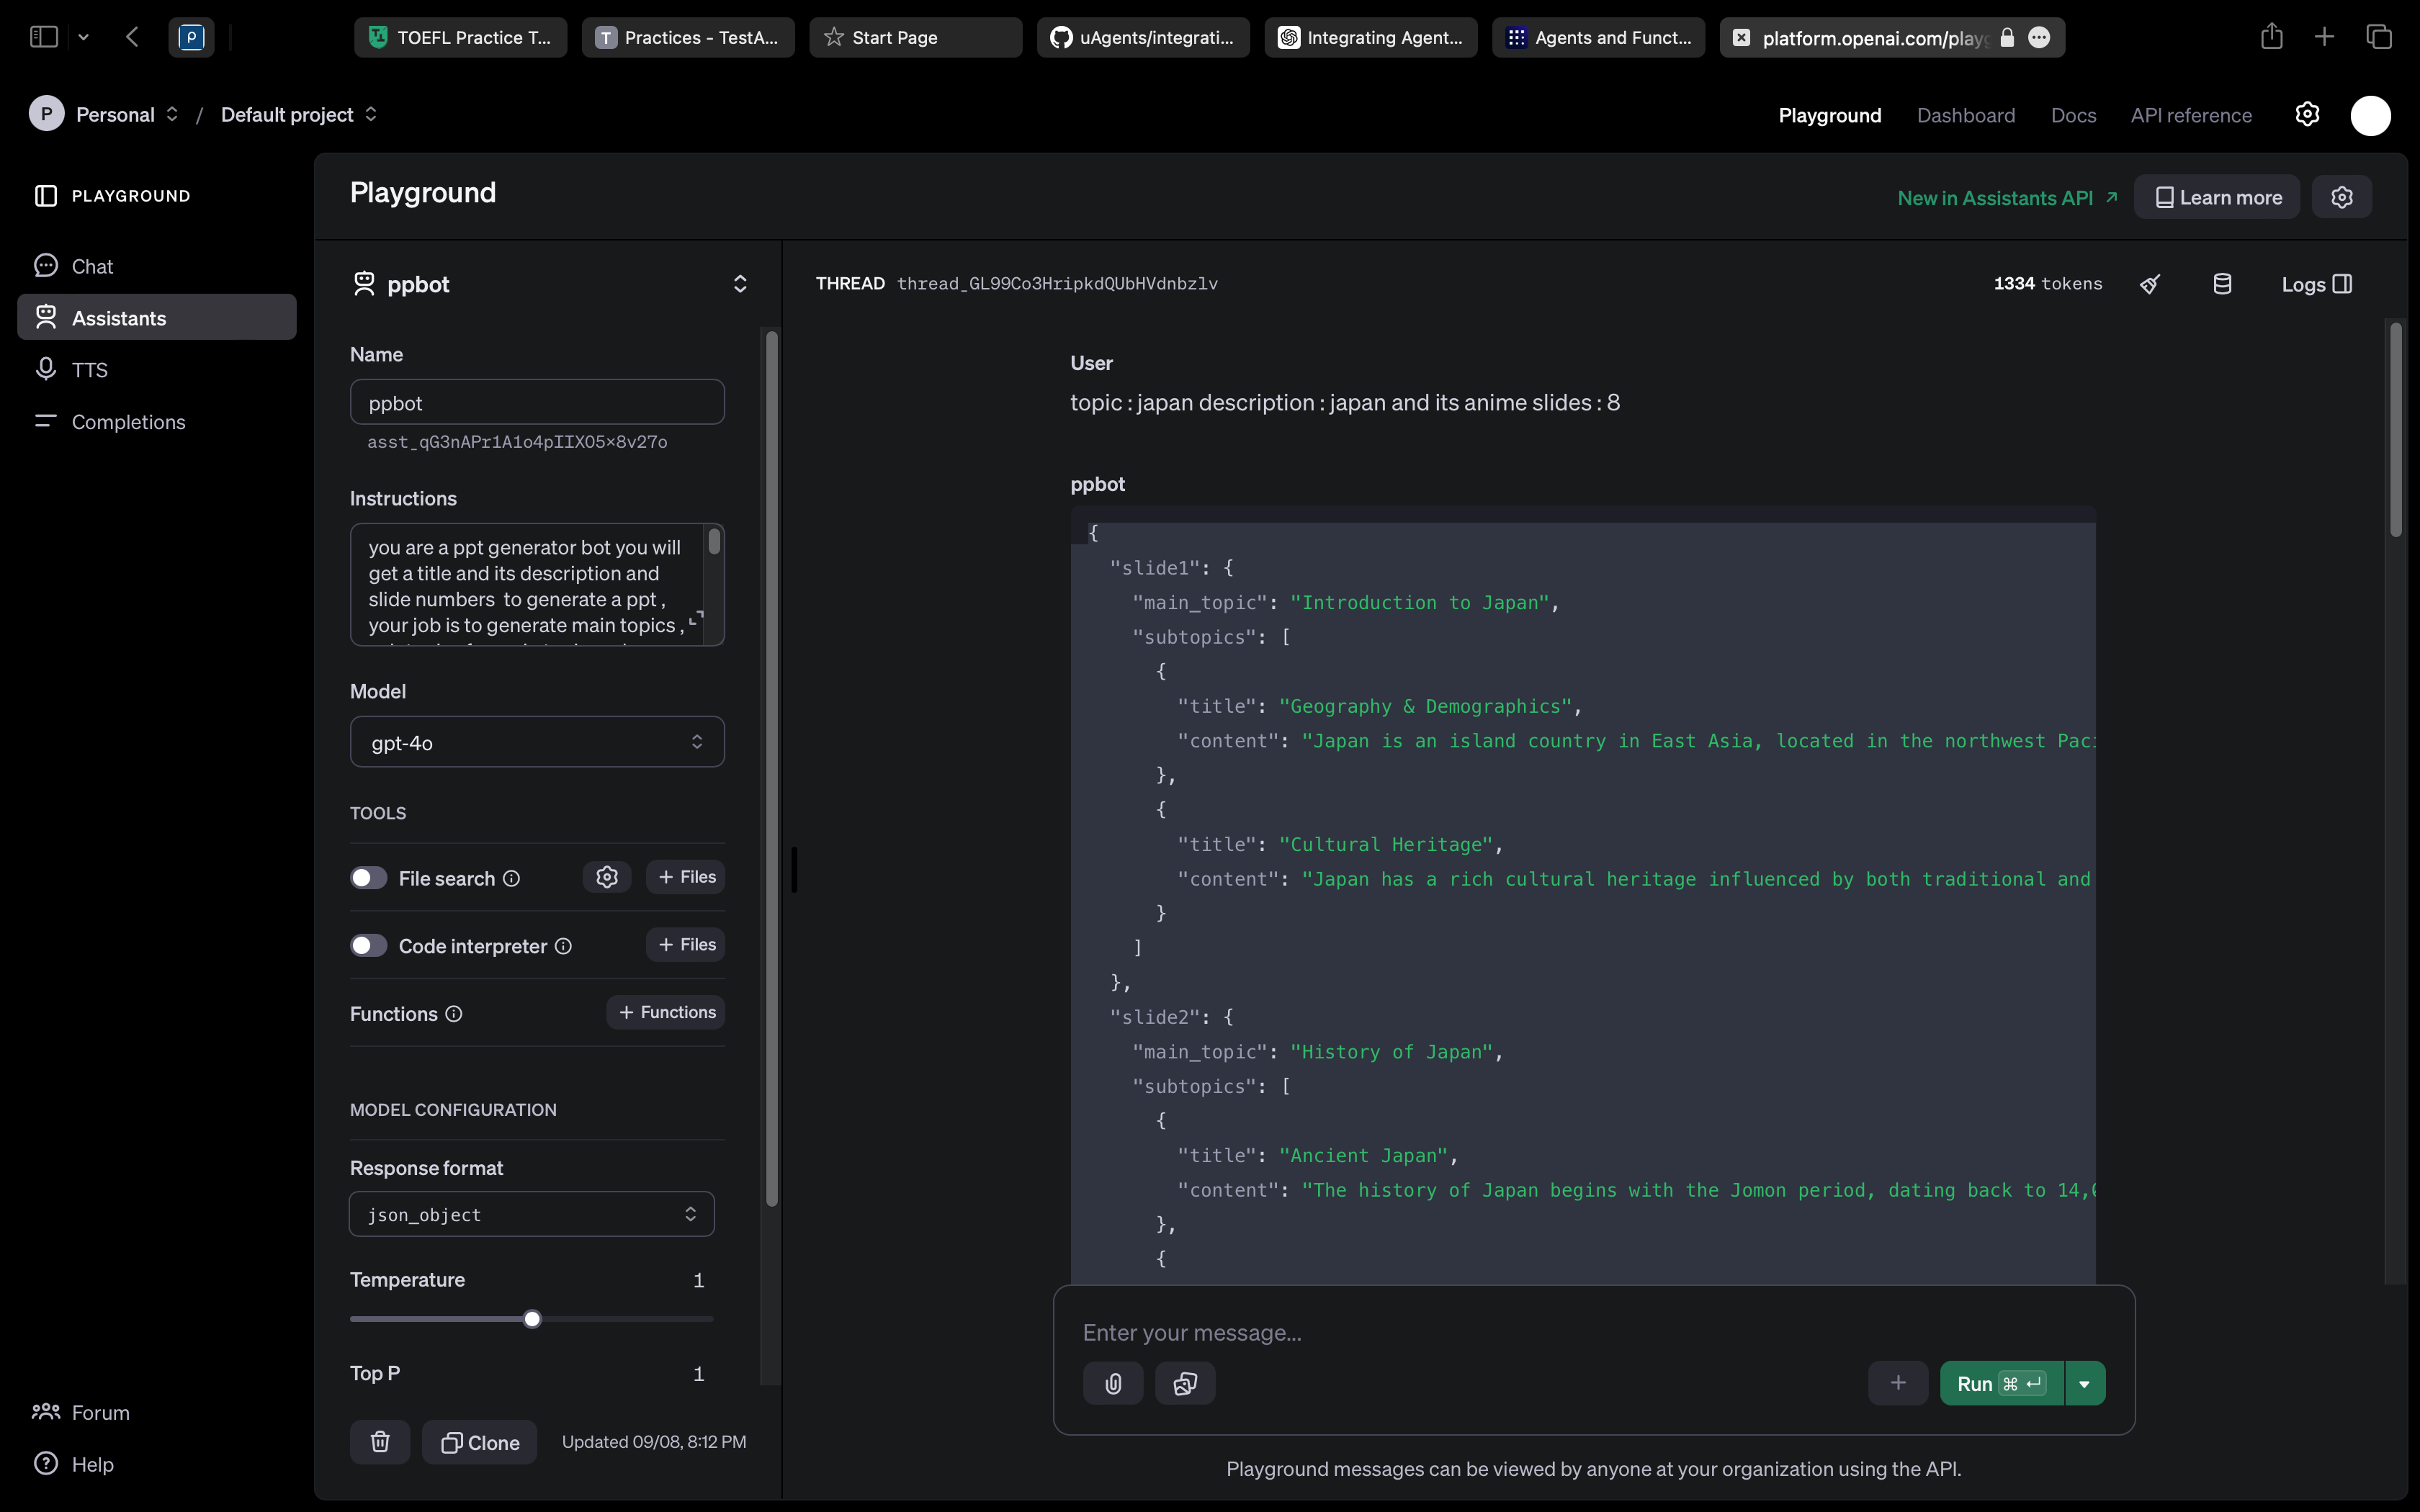 TOEFL Practice T...
T Practices - TestA...
Start Page
uAgents/integrati...
Integrating Agent...
Agents and Funct...
platform.openai.com/play
P Personal / Default project
Playground Dashboard Docs API reference
PLAYGROUND
Chat
Assistants
TTS
Completions
Forum
Help
Playground
New in Assistants API ↗ Learn more
ppbot
Name
ppbot
asst_qG3nAPr1A1o4pIIXO5x8v27o
Instructions
you are a ppt generator bot you will
get a title and its description and
slide numbers to generate a ppt ,
your job is to generate main topics ,
Model
gpt-4o
TOOLS
File search + Files
Code interpreter + Files
Functions + Functions
MODEL CONFIGURATION
Response format
json_object
Temperature 1
Top P 1
Clone Updated 09/08, 8:12 PM
THREAD thread_GL99Co3HripkdQUbHVdnbzlv 1334 tokens Logs
User
topic : japan description : japan and its anime slides : 8
ppbot
{
"slide1": {
"main_topic": "Introduction to Japan",
"subtopics": [
{
"title": "Geography & Demographics",
"content": "Japan is an island country in East Asia, located in the northwest Paci
},
{
"title": "Cultural Heritage",
"content": "Japan has a rich cultural heritage influenced by both traditional and
}
]
},
"slide2": {
"main_topic": "History of Japan",
"subtopics": [
{
"title": "Ancient Japan",
"content": "The history of Japan begins with the Jomon period, dating back to 14,
},
{
Enter your message...
+ Run ⌘ ↵
Playground messages can be viewed by anyone at your organization using the API.